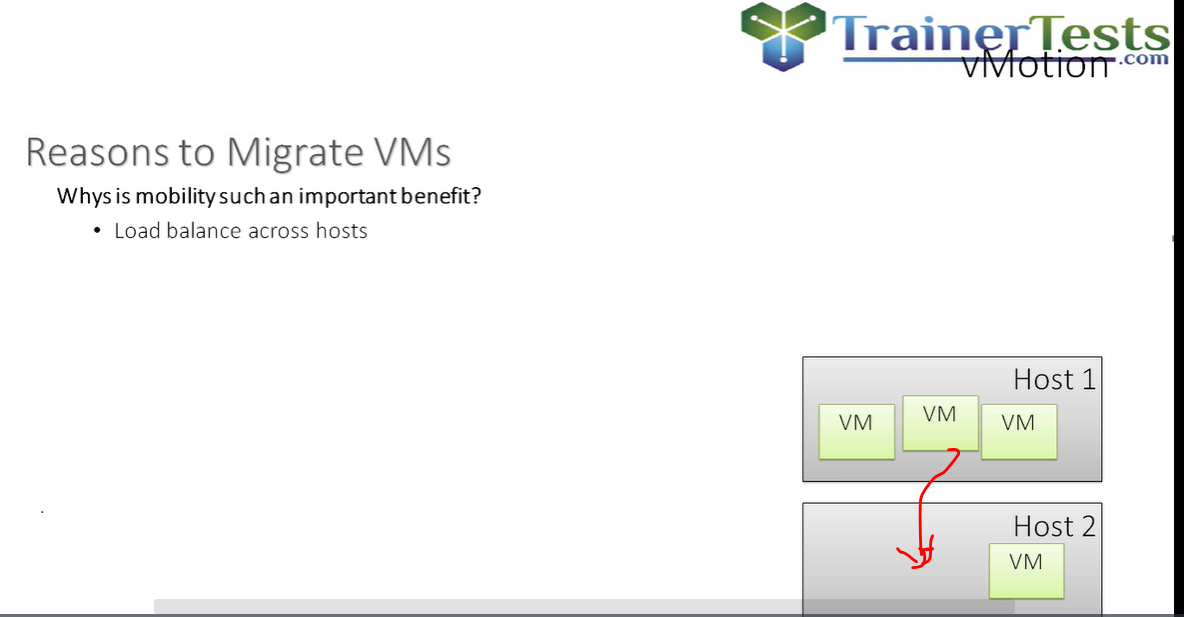 TrainerTests
.com
vMotion
Reasons to Migrate VMs
Whys is mobility such an important benefit?
• Load balance across hosts
Host 1
VM
VM
VM
Host 2
VM